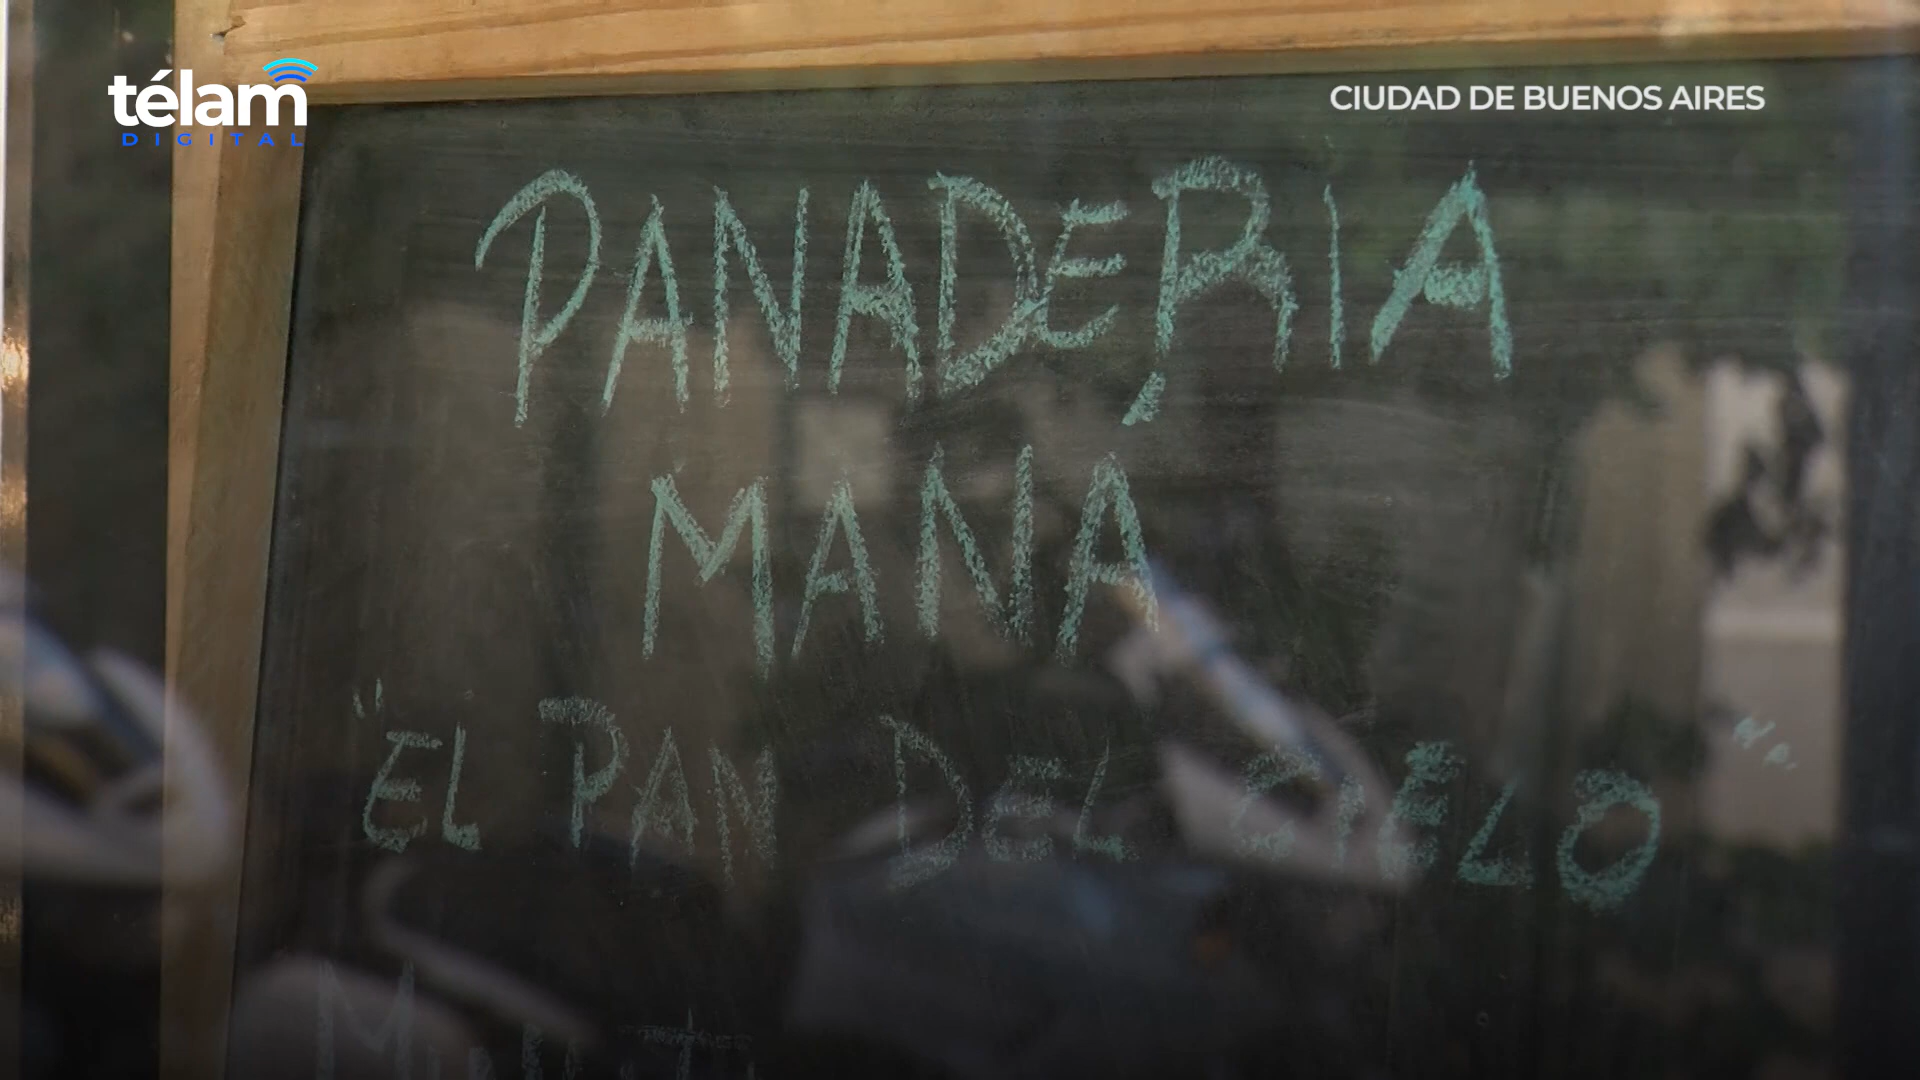 télam
DIGITAL
CIUDAD DE BUENOS AIRES
PANADERIA
MANÁ
"EL PAN DEL CIELO"